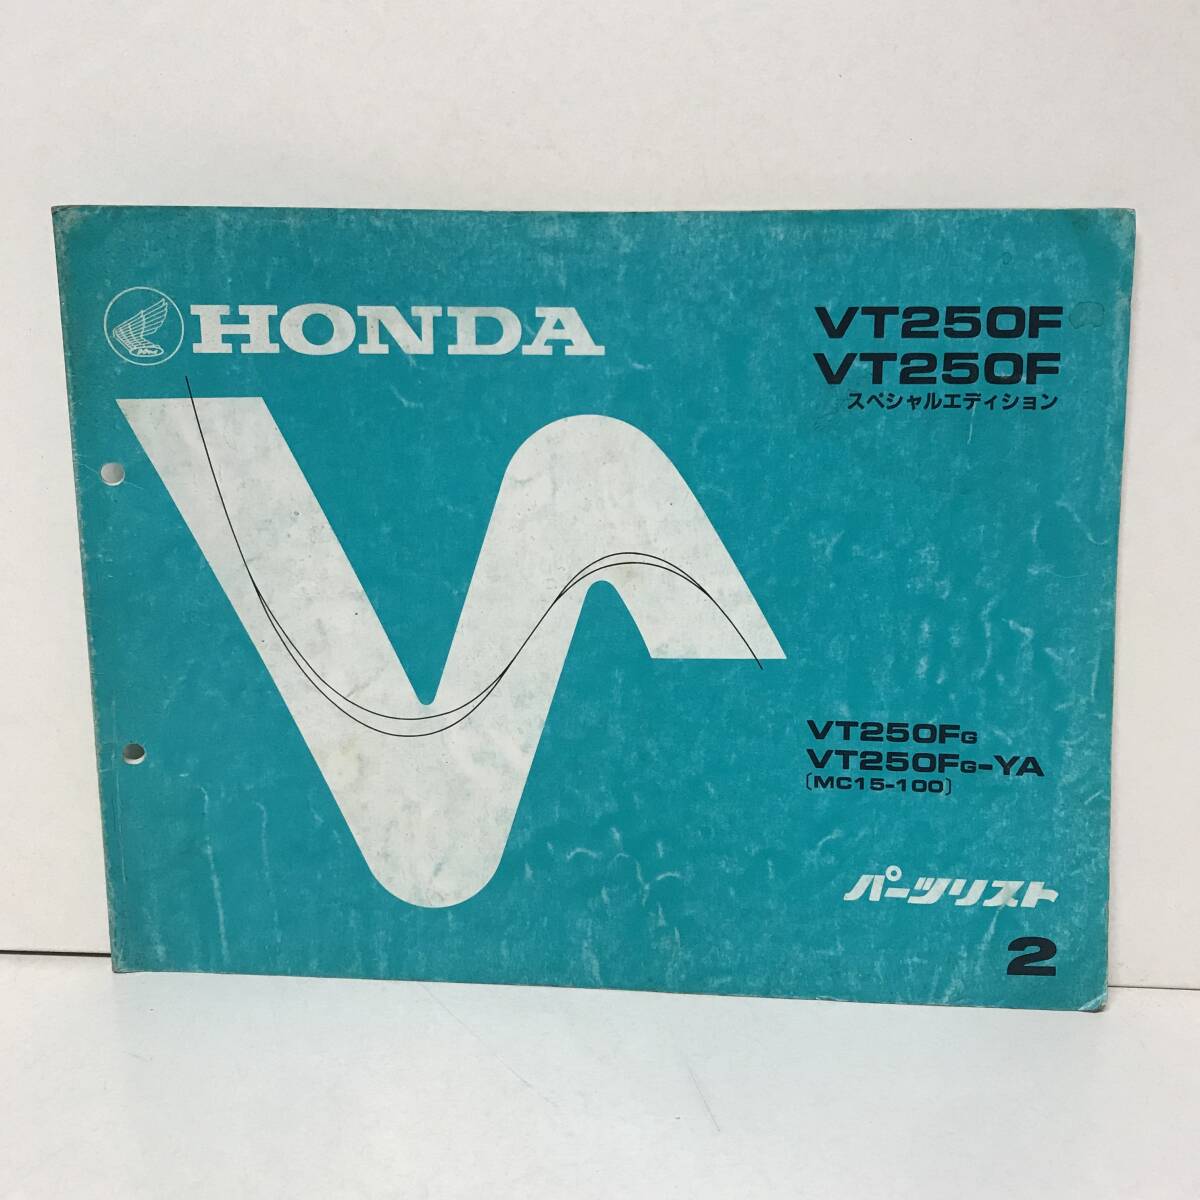 HONDA
VT250F
VT250F
スペシャルエディション
VT250FG
VT250FG-YA
〔MC15-100〕
パーツリスト
2